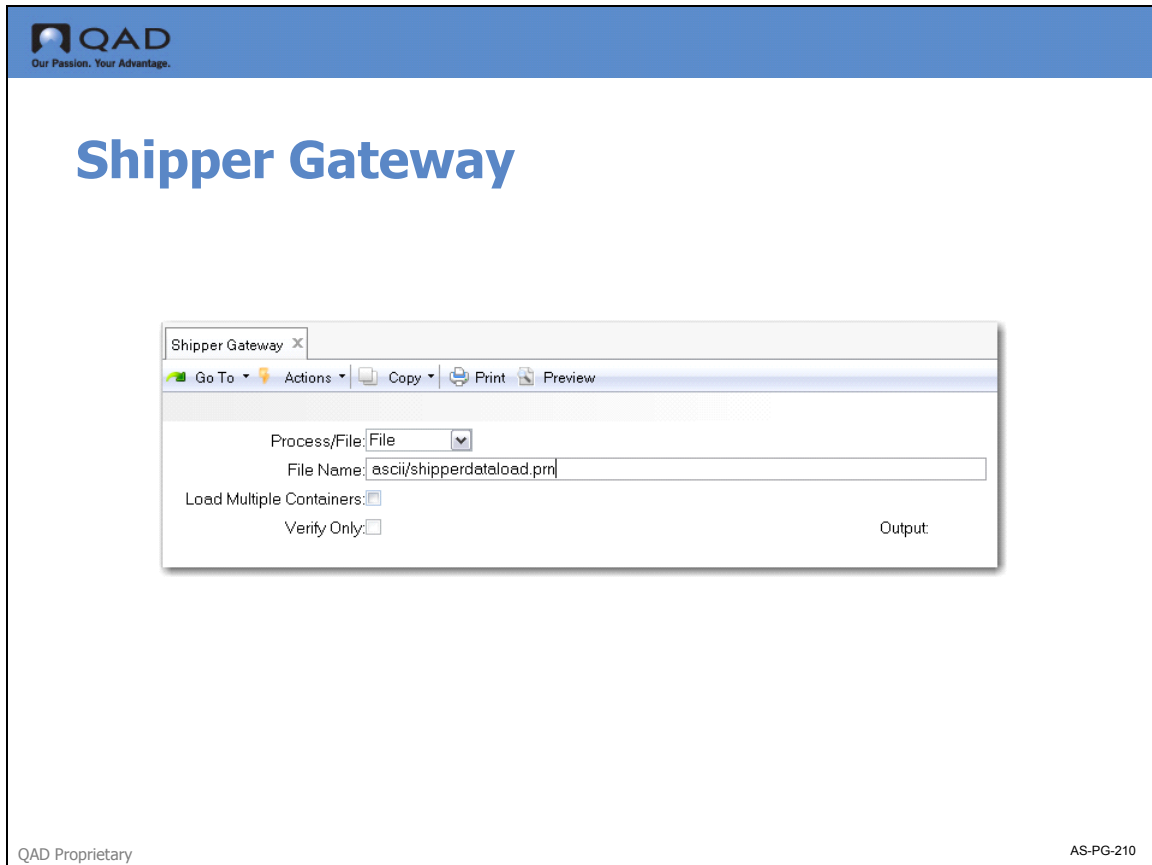 QAD
Our Passion. Your Advantage.
Shipper Gateway
Shipper Gateway X
Go To Actions Copy Print Preview
Process/File: File
File Name: ascii/shipperdataload.prn
Load Multiple Containers:
Verify Only: Output:
QAD Proprietary AS-PG-210